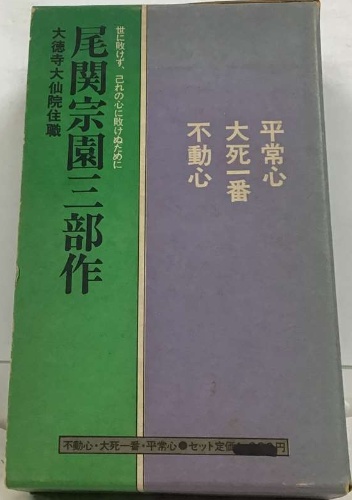 平常心
大死一番
不動心
世に敗けず、己れの心に敗けぬために
尾関宗園三部作
大徳寺大仙院住職
不動心・大死一番・平常心●セット定価 円